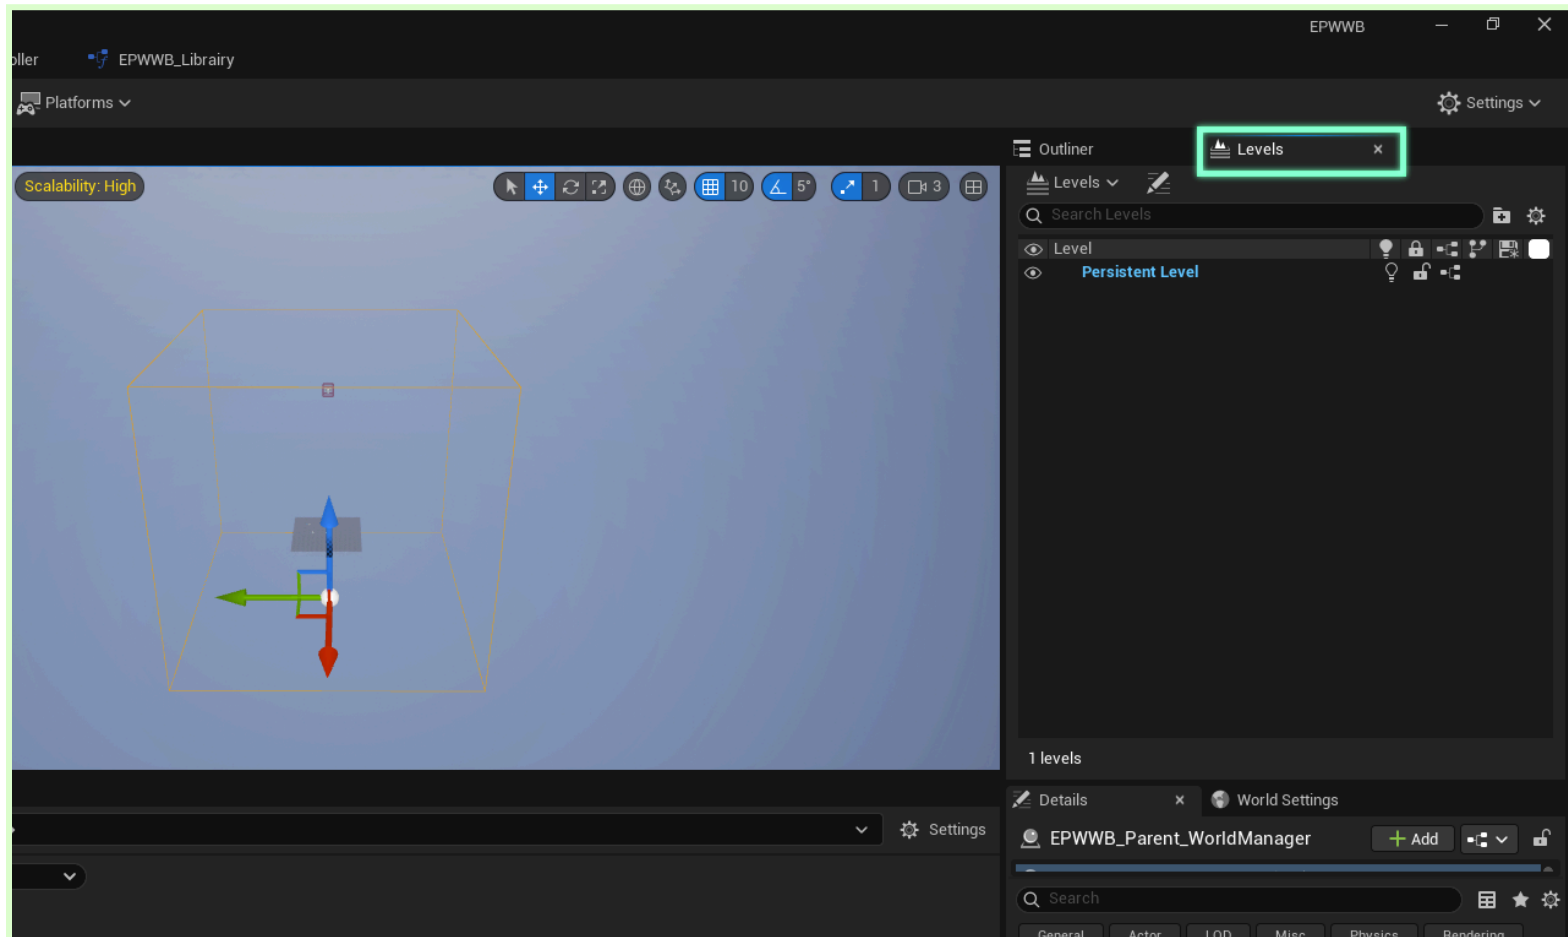 EPWWB
oller
EPWWB_Librairy
Platforms
Settings
Outliner
Levels
Scalability: High
10
5°
1
3
Levels
Search Levels
Level
Persistent Level
1 levels
Details
World Settings
Settings
EPWWB_Parent_WorldManager
Add
Search
General
Actor
LOD
Misc
Physics
Rendering